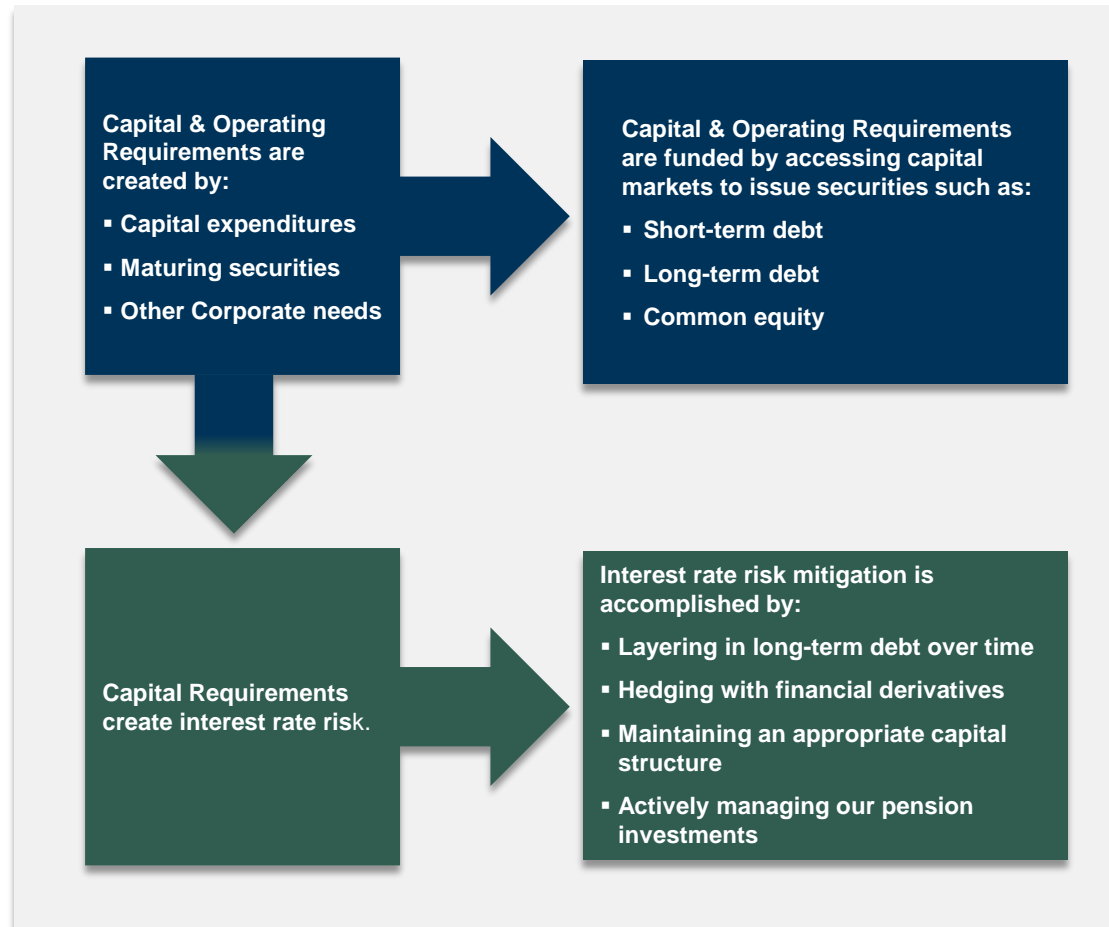 Capital & Operating
Requirements are
created by:
▪ Capital expenditures
▪ Maturing securities
▪ Other Corporate needs
Capital & Operating Requirements
are funded by accessing capital
markets to issue securities such as:
▪ Short-term debt
▪ Long-term debt
▪ Common equity
Capital Requirements
create interest rate risk.
Interest rate risk mitigation is
accomplished by:
▪ Layering in long-term debt over time
▪ Hedging with financial derivatives
▪ Maintaining an appropriate capital
structure
▪ Actively managing our pension
investments